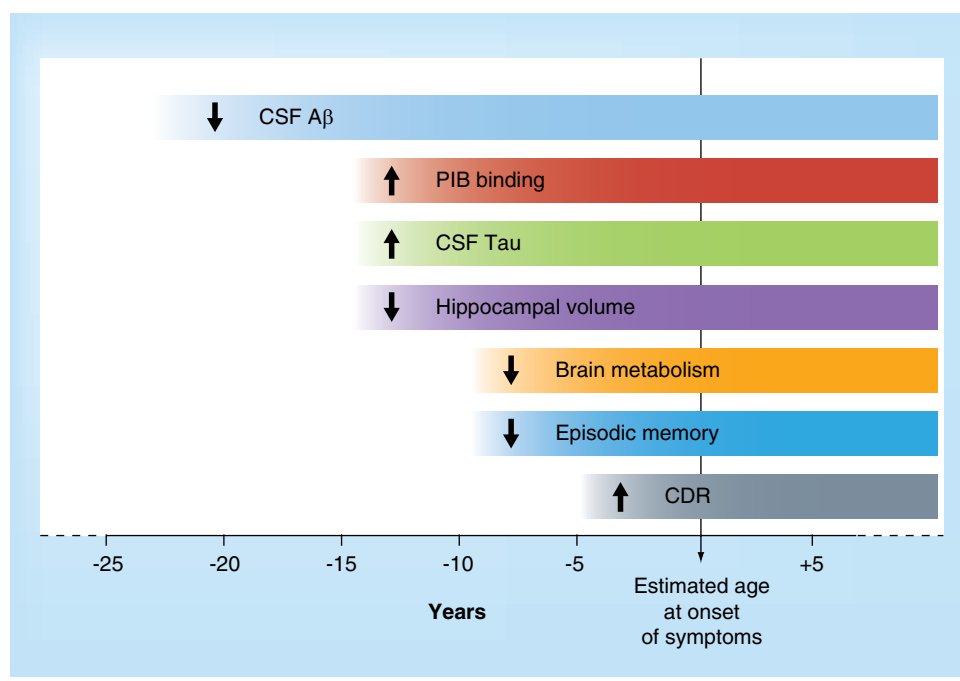 CSF Aβ
PIB binding
CSF Tau
Hippocampal volume
Brain metabolism
Episodic memory
CDR
-25 -20 -15 -10 -5 +5
Estimated age
at onset
of symptoms
Years